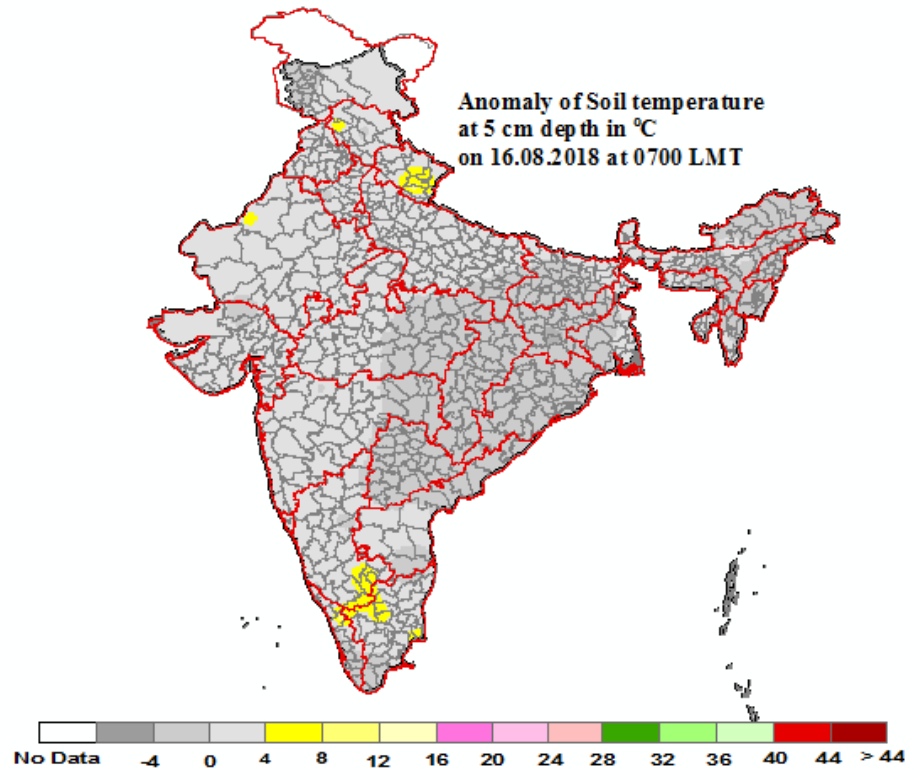 Anomaly of Soil temperature
at 5 cm depth in °C
on 16.08.2018 at 0700 LMT
No Data -4 0 4 8 12 16 20 24 28 32 36 40 44 > 44